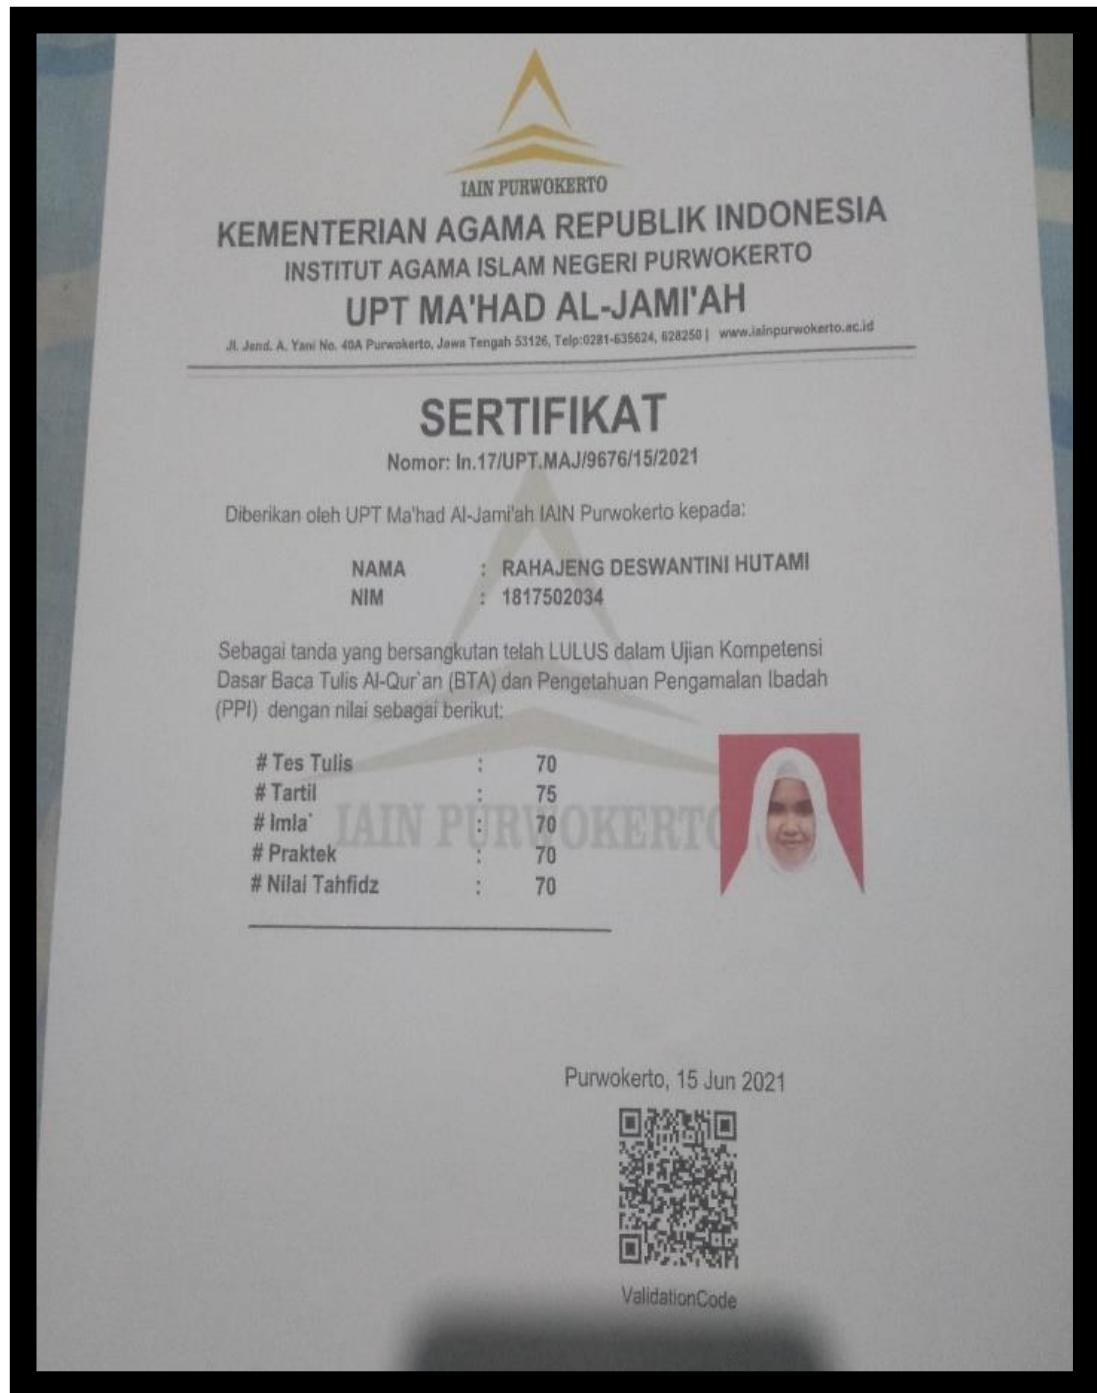 IAIN PURWOKERTO
KEMENTERIAN AGAMA REPUBLIK INDONESIA
INSTITUT AGAMA ISLAM NEGERI PURWOKERTO
UPT MA'HAD AL-JAMI'AH
Jl. Jend. A. Yani No. 40A Purwokerto, Jawa Tengah 53126, Telp:0281-635624, 628250 | www.iainpurwokerto.ac.id
SERTIFIKAT
Nomor: In.17/UPT.MAJ/9676/15/2021
Diberikan oleh UPT Ma'had Al-Jami'ah IAIN Purwokerto kepada:
NAMA : RAHAJENG DESWANTINI HUTAMI
NIM : 1817502034
Sebagai tanda yang bersangkutan telah LULUS dalam Ujian Kompetensi
Dasar Baca Tulis Al-Qur`an (BTA) dan Pengetahuan Pengamalan Ibadah
(PPI) dengan nilai sebagai berikut:
# Tes Tulis : 70
# Tartil : 75
# Imla` : 70
# Praktek : 70
# Nilai Tahfidz : 70
IAIN PURWOKERTO
Purwokerto, 15 Jun 2021
ValidationCode